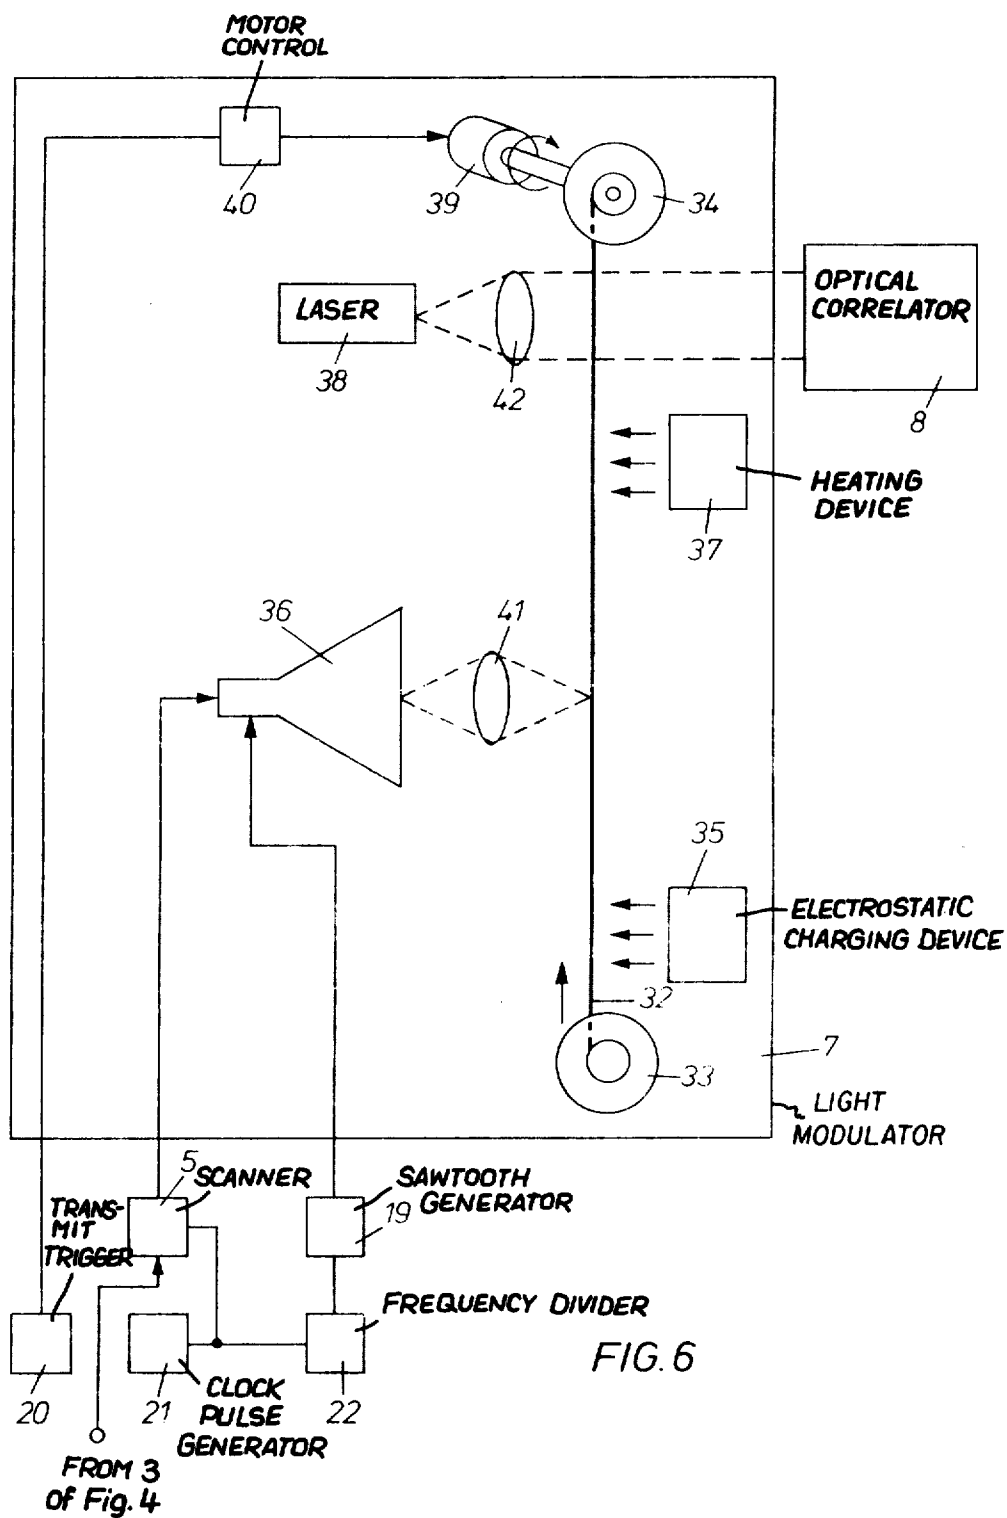 MOTOR
CONTROL
40
39
34
LASER
38
42
OPTICAL
CORRELATOR
8
HEATING
DEVICE
37
36
41
35
ELECTROSTATIC
CHARGING DEVICE
32
33
7
LIGHT
MODULATOR
5
SCANNER
SAWTOOTH
GENERATOR
19
TRANS-
MIT
TRIGGER
FREQUENCY DIVIDER
20
21
CLOCK
PULSE
GENERATOR
22
FIG. 6
FROM 3
of Fig. 4